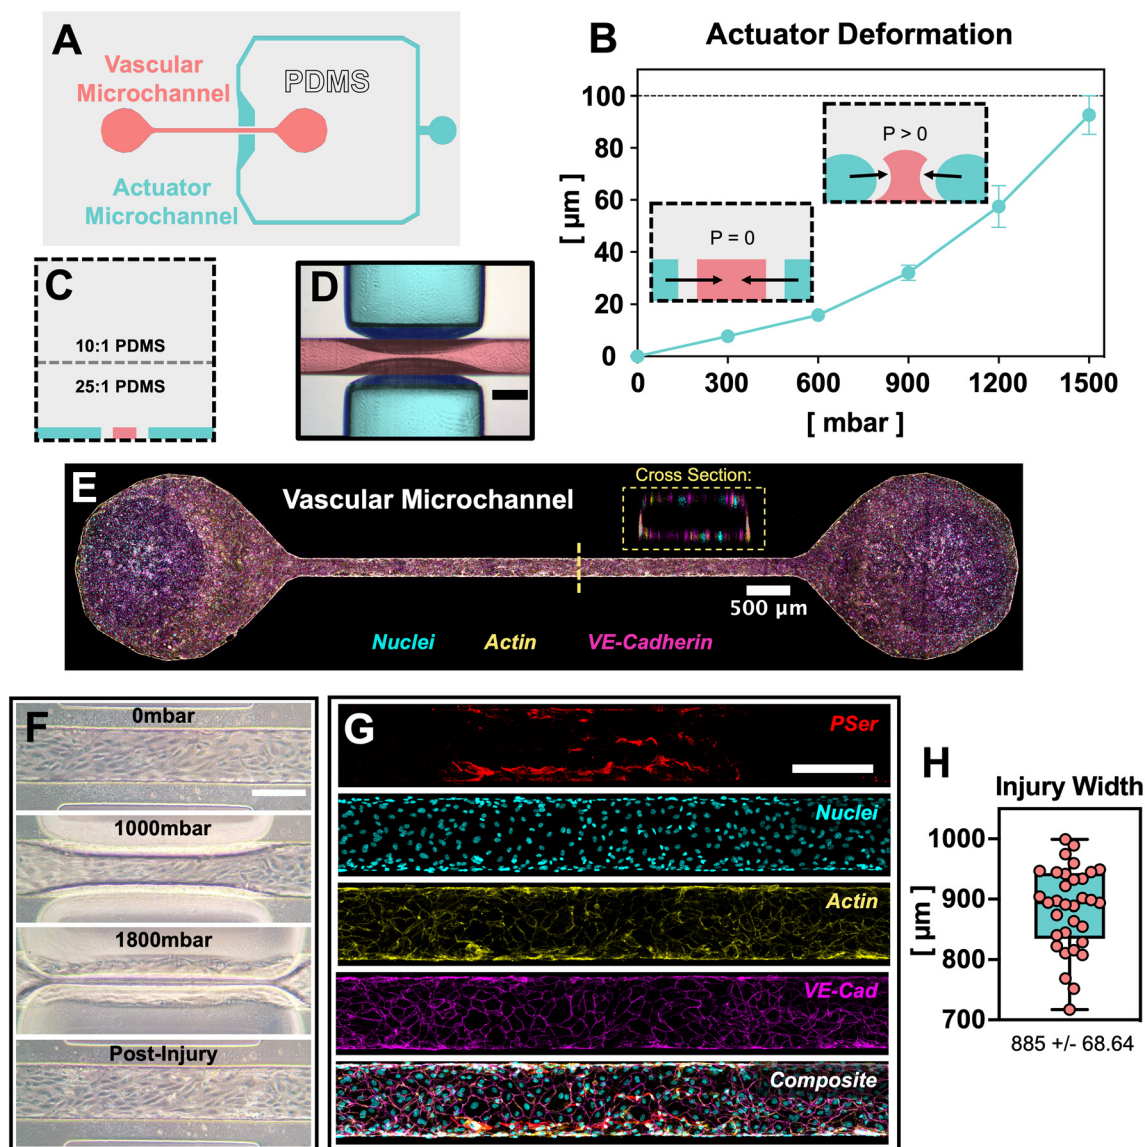 A
Vascular
Microchannel
PDMS
Actuator
Microchannel
B
Actuator Deformation
[ µm ]
100
80
60
40
20
0
P > 0
P = 0
0
300
600
900
1200
1500
[ mbar ]
C
10:1 PDMS
25:1 PDMS
D
E
Vascular Microchannel
Cross Section:
500 µm
Nuclei
Actin
VE-Cadherin
F
0mbar
1000mbar
1800mbar
Post-Injury
G
PSer
Nuclei
Actin
VE-Cad
Composite
H
Injury Width
[ µm ]
1000
900
800
700
885 +/- 68.64